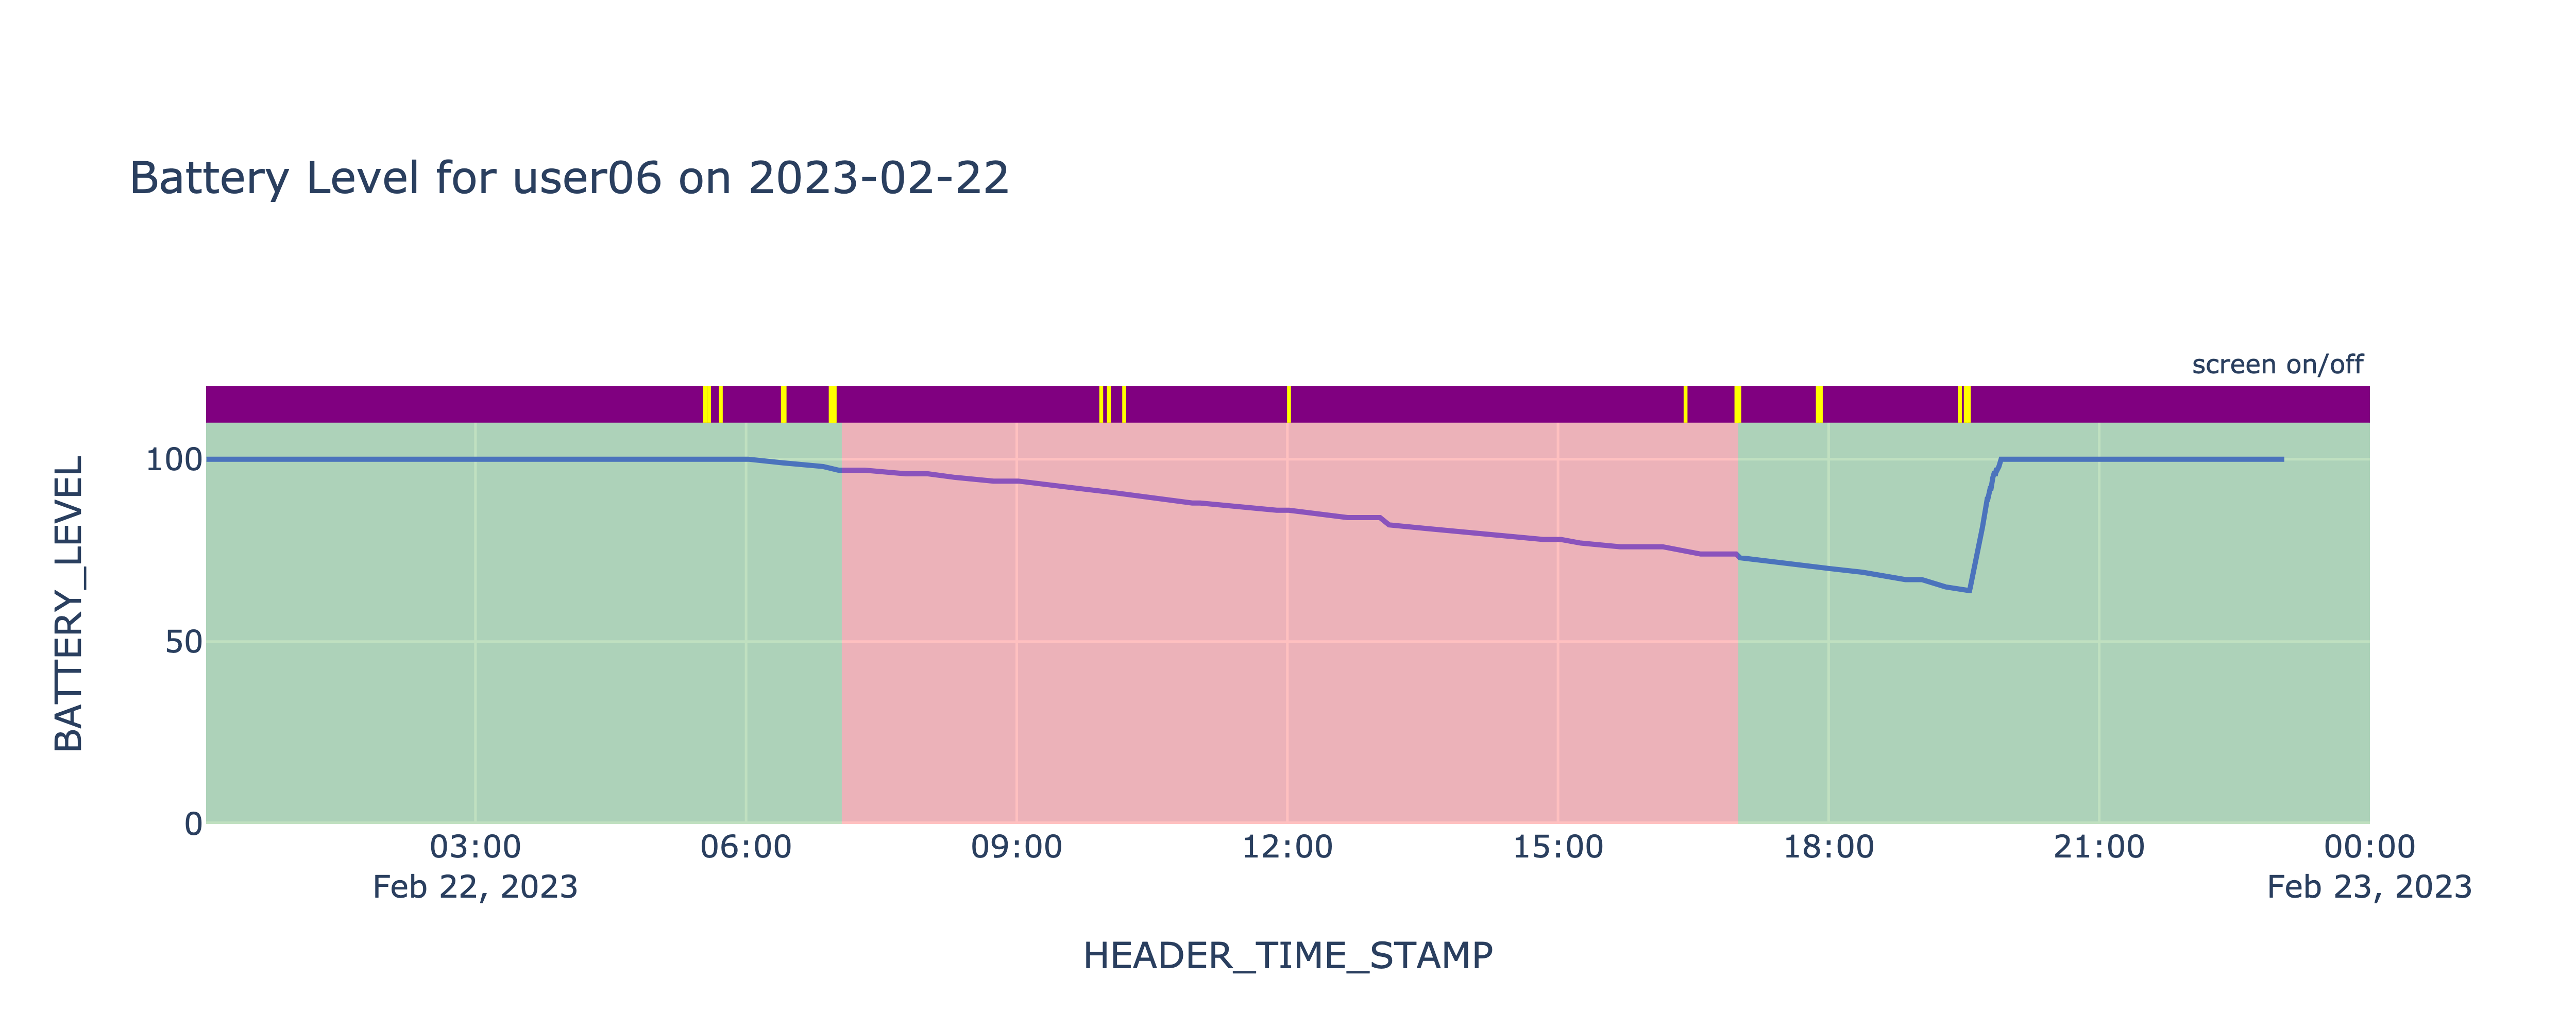 Battery Level for user06 on 2023-02-22
screen on/off
BATTERY_LEVEL
100
50
0
03:00 06:00 09:00 12:00 15:00 18:00 21:00 00:00
Feb 22, 2023 Feb 23, 2023
HEADER_TIME_STAMP